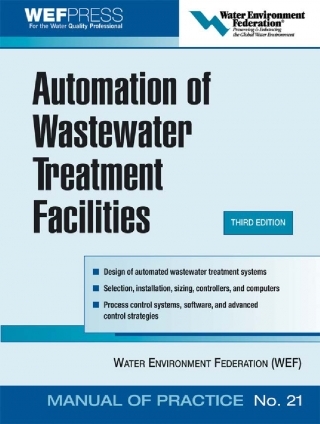 WEFPRESS
For the Water Quality Professional
Water Environment
Federation®
Preserving & Enhancing
the Global Water Environment
Automation of
Wastewater
Treatment
Facilities
THIRD EDITION
Design of automated wastewater treatment systems
Selection, installation, sizing, controllers, and computers
Process control systems, software, and advanced
control strategies
WATER ENVIRONMENT FEDERATION (WEF)
MANUAL OF PRACTICE No. 21